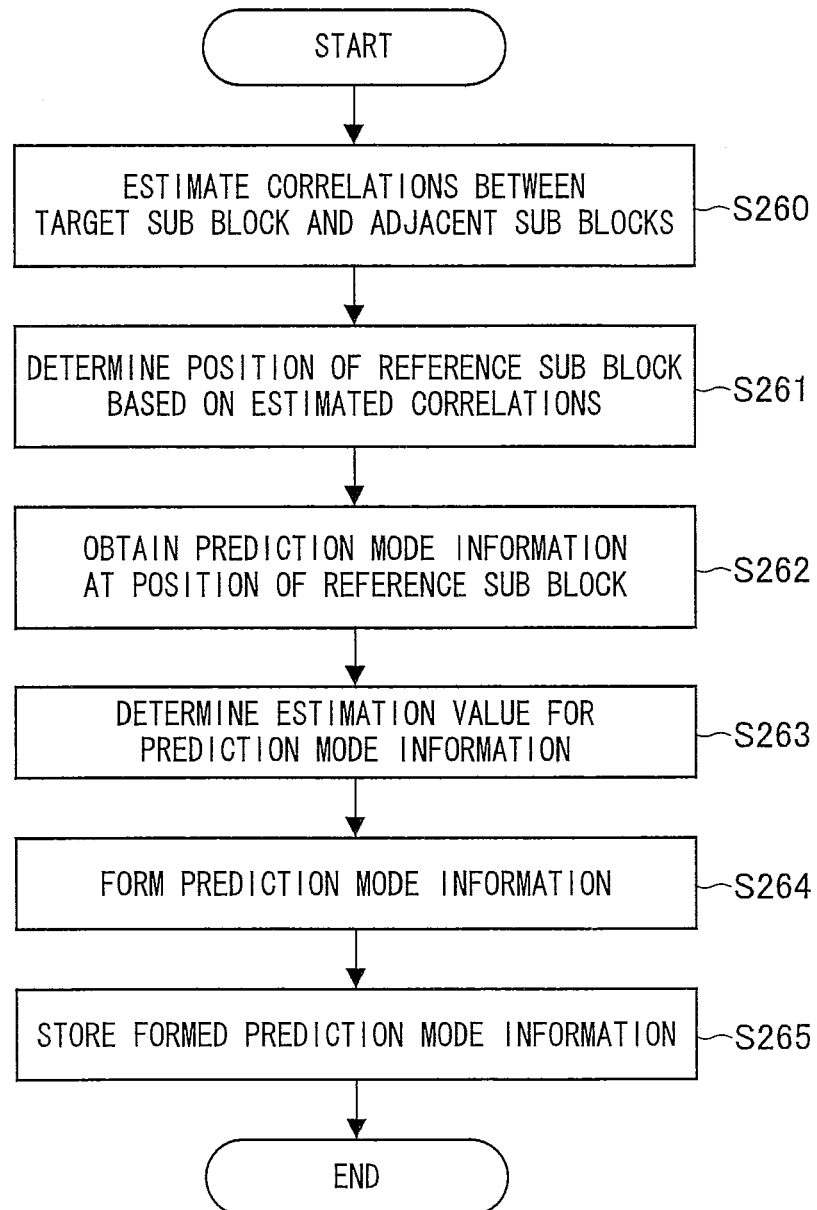 START
ESTIMATE CORRELATIONS BETWEEN
TARGET SUB BLOCK AND ADJACENT SUB BLOCKS
S260
DETERMINE POSITION OF REFERENCE SUB BLOCK
BASED ON ESTIMATED CORRELATIONS
S261
OBTAIN PREDICTION MODE INFORMATION
AT POSITION OF REFERENCE SUB BLOCK
S262
DETERMINE ESTIMATION VALUE FOR
PREDICTION MODE INFORMATION
S263
FORM PREDICTION MODE INFORMATION
S264
STORE FORMED PREDICTION MODE INFORMATION
S265
END